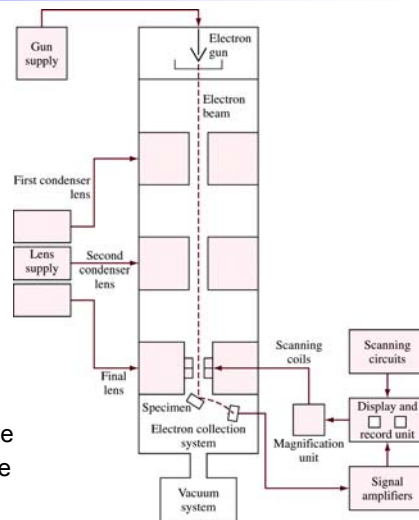 Gun
supply
Electron
gun
Electron
beam
First condenser
lens
Lens
supply
Second
condenser
lens
Final
lens
Scanning
coils
Scanning
circuits
Specimen
Electron collection
system
Magnification
unit
Display and
record unit
Signal
amplifiers
Vacuum
system
e
e